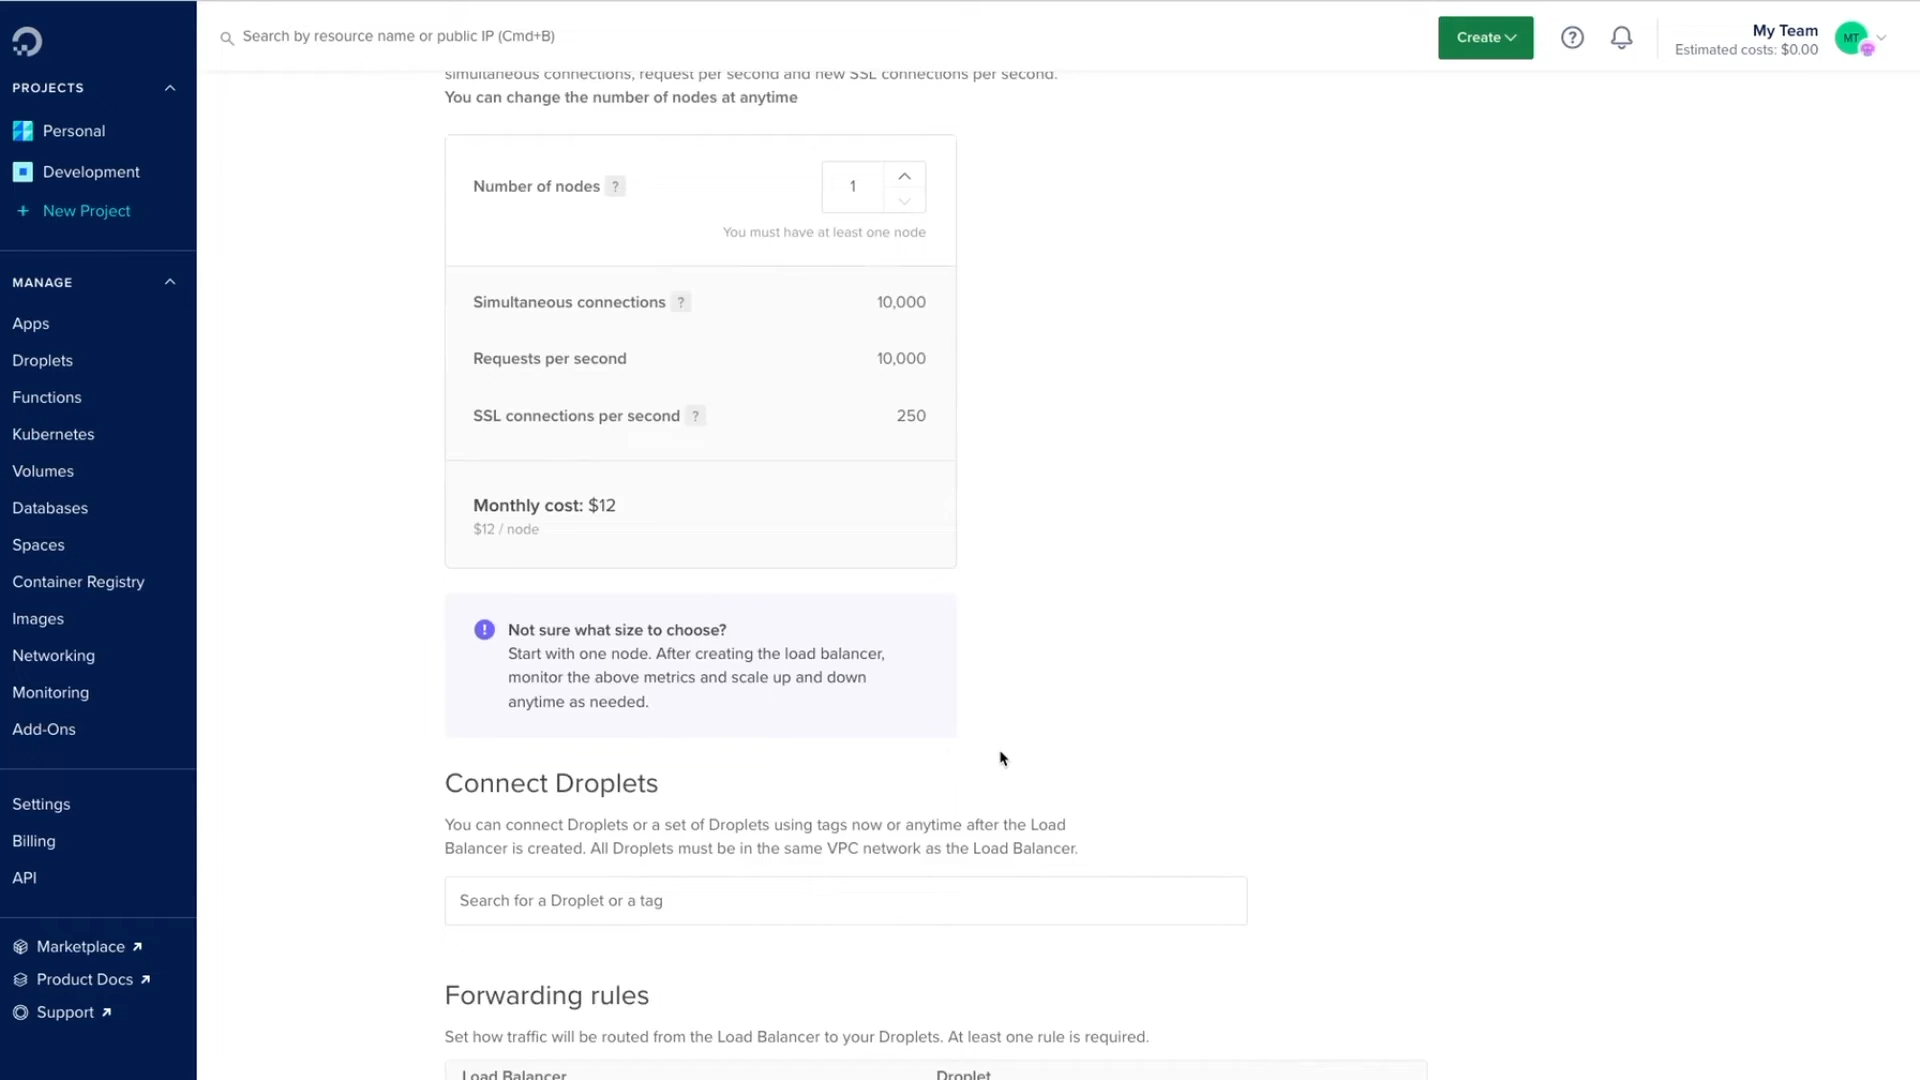 Search by resource name or public IP (Cmd+B)
Create
My Team
Estimated costs: $0.00
MT
PROJECTS
Personal
Development
+ New Project
MANAGE
Apps
Droplets
Functions
Kubernetes
Volumes
Databases
Spaces
Container Registry
Images
Networking
Monitoring
Add-Ons
Settings
Billing
API
Marketplace
Product Docs
Support
simultaneous connections, request per second and new SSL connections per second.
You can change the number of nodes at anytime
Number of nodes ?
1
You must have at least one node
Simultaneous connections ? 10,000
Requests per second 10,000
SSL connections per second ? 250
Monthly cost: $12
$12 / node
Not sure what size to choose?
Start with one node. After creating the load balancer,
monitor the above metrics and scale up and down
anytime as needed.
Connect Droplets
You can connect Droplets or a set of Droplets using tags now or anytime after the Load
Balancer is created. All Droplets must be in the same VPC network as the Load Balancer.
Search for a Droplet or a tag
Forwarding rules
Set how traffic will be routed from the Load Balancer to your Droplets. At least one rule is required.
Load Balancer Droplet